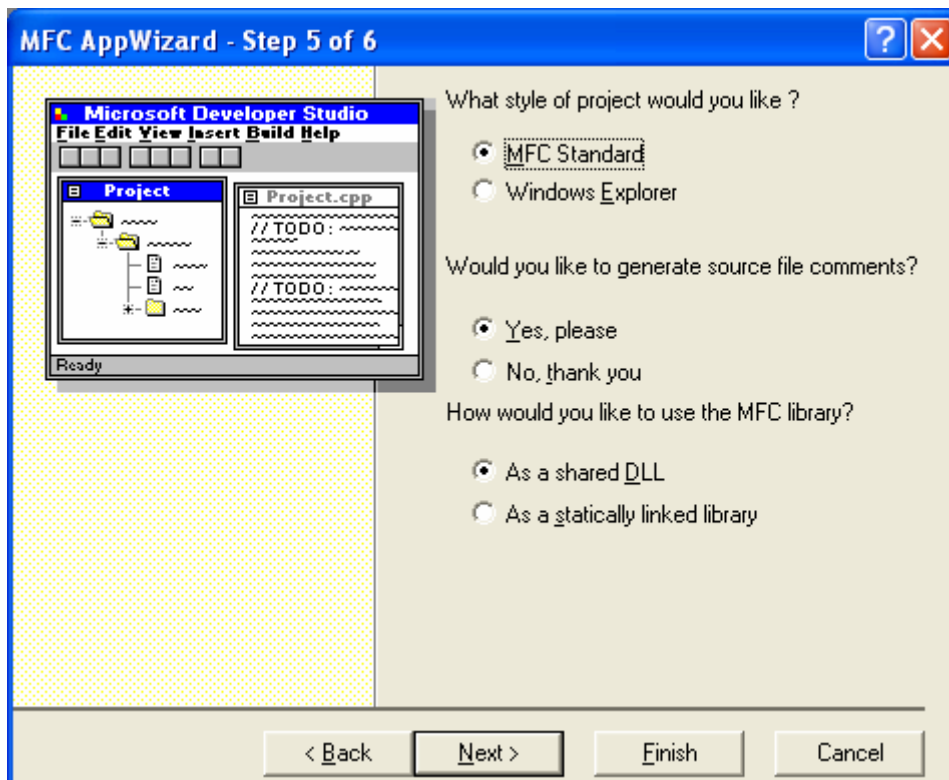 MFC AppWizard - Step 5 of 6
Microsoft Developer Studio
File Edit View Insert Build Help
Project
Project.cpp
//TODO:
//TODO:
Ready
What style of project would you like ?
MFC Standard
Windows Explorer
Would you like to generate source file comments?
Yes, please
No, thank you
How would you like to use the MFC library?
As a shared DLL
As a statically linked library
< Back
Next >
Finish
Cancel